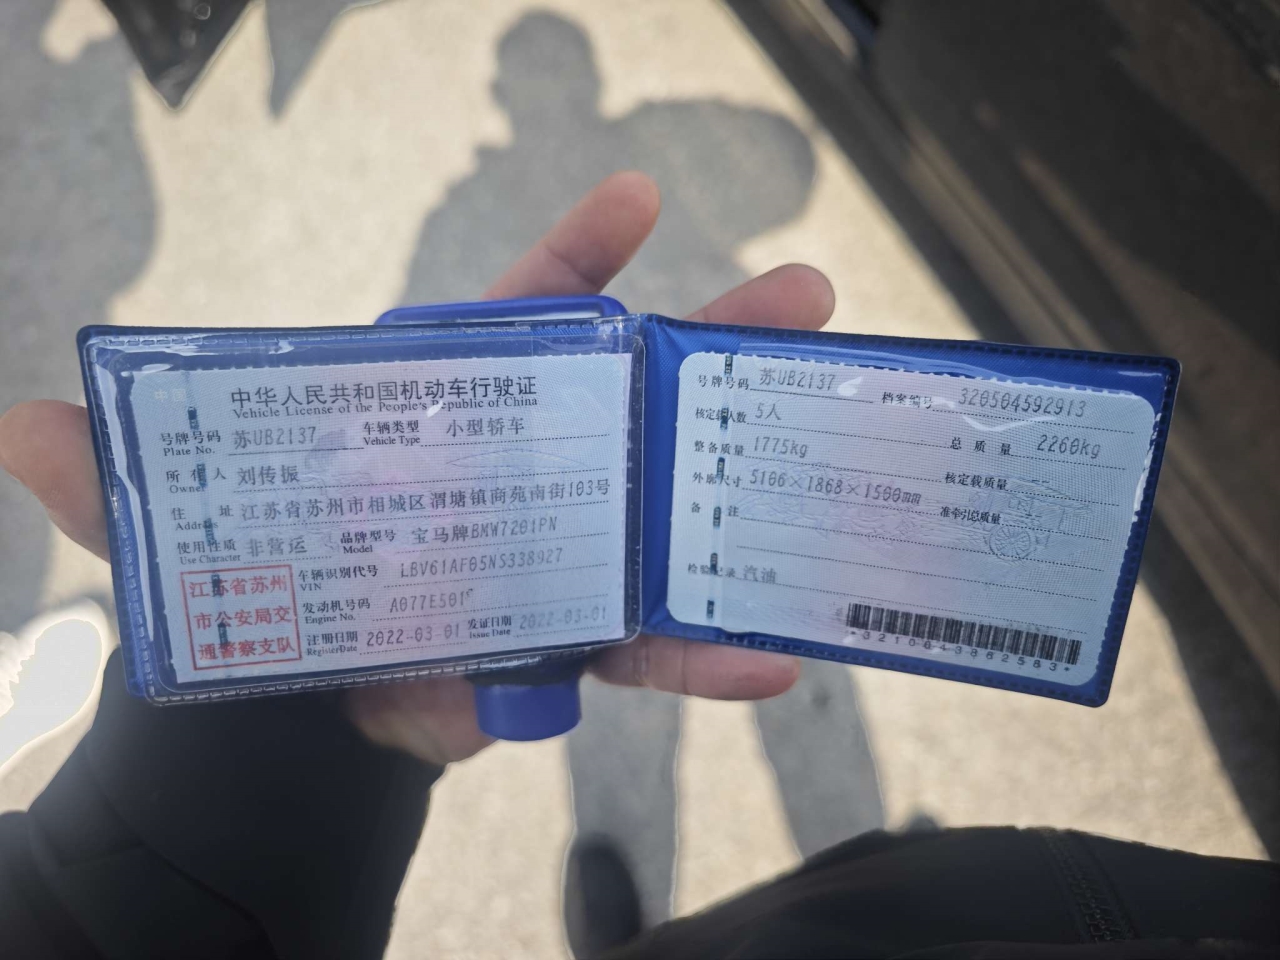 中华人民共和国机动车行驶证
Vehicle License of the People's Republic of China
号牌号码 苏UB2137 车辆类型 小型轿车
Plate No. Vehicle Type
所有人 刘传振
Owner
住址 江苏省苏州市相城区渭塘镇商苑南街103号
Address
使用性质 非营运 品牌型号 宝马牌BMW7201PN
Use Character Model
江苏省苏州
市公安局交
通警察支队
车辆识别代号 LBV61AF05NS338927
VIN
发动机号码 A077E501
Engine No.
注册日期 2022-03-01 发证日期 2022-03-01
Register Date Issue Date
号牌号码 苏UB2137 档案编号 320504592913
核定载人数 5人
整备质量 1775kg 总质量 2260kg
外廓尺寸 5106×1868×1500mm 核定载质量 --
备注 准牵引总质量
检验记录 汽油